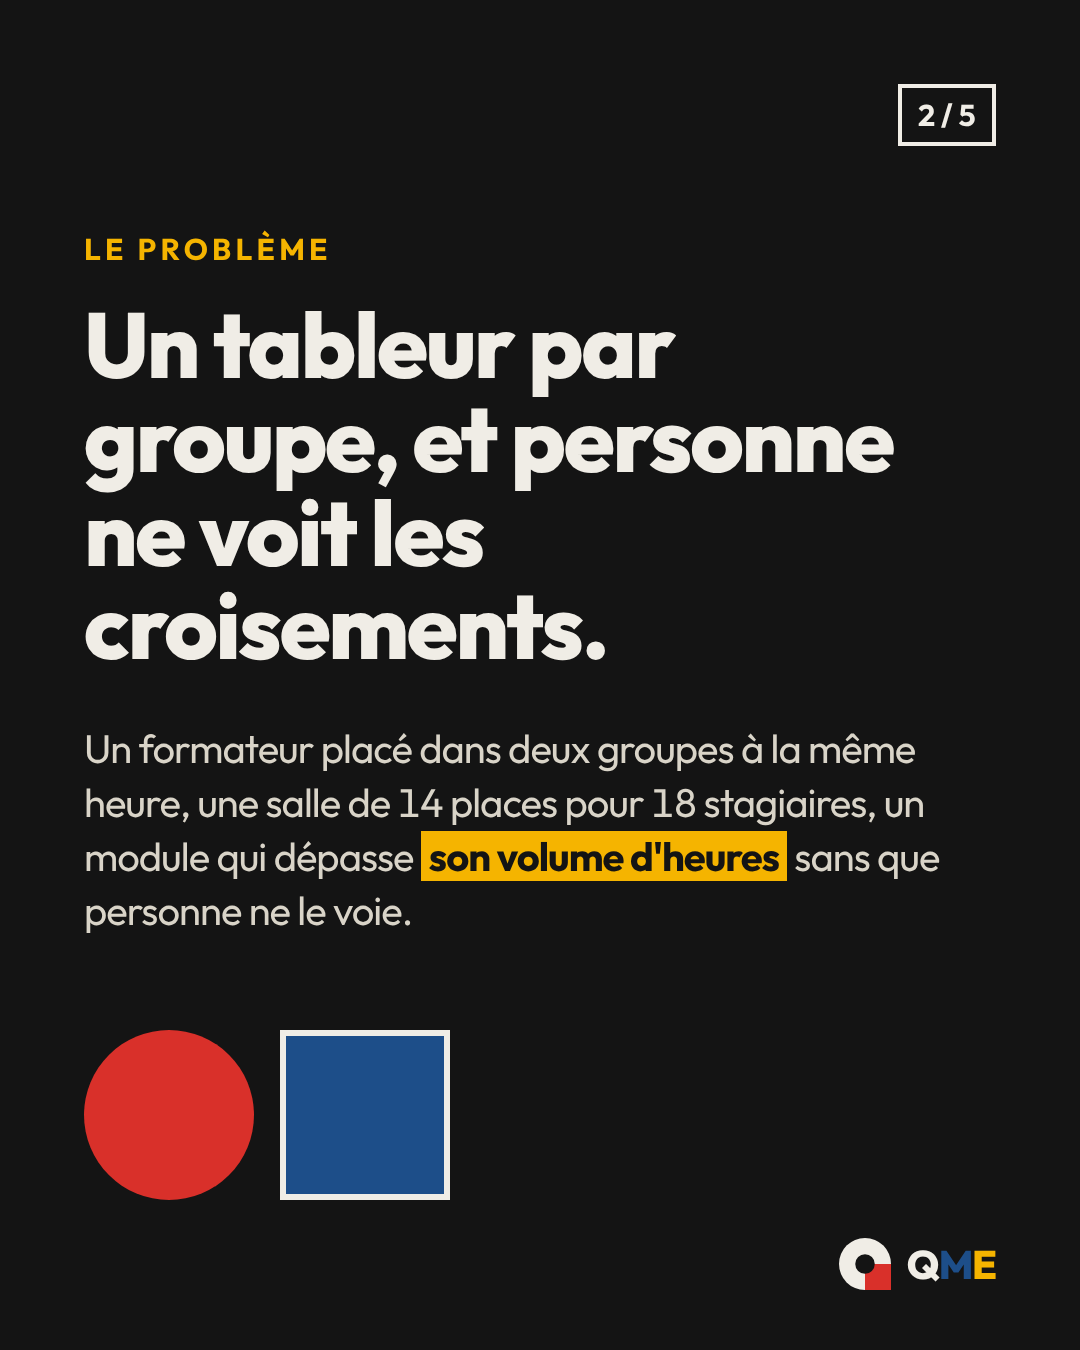 2 / 5
LE PROBLÈME
Un tableur par
groupe, et personne
ne voit les
croisements.
Un formateur placé dans deux groupes à la même
heure, une salle de 14 places pour 18 stagiaires, un
module qui dépasse son volume d'heures sans que
personne ne le voie.
QME